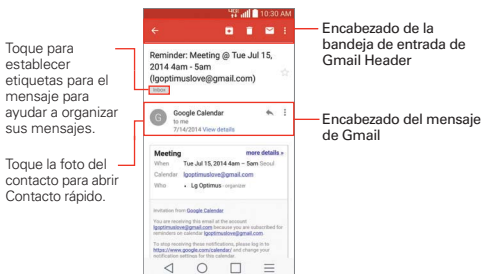 Toque para
establecer
etiquetas para el
mensaje para
ayudar a organizar
sus mensajes.
Toque la foto del
contacto para abrir
Contacto rápido.
10:30 AM
Reminder: Meeting @ Tue Jul 15,
2014 4am - 5am
(lgoptimuslove@gmail.com)
Inbox
G
Google Calendar
to me
7/14/2014 View details
Meeting more details »
When Tue Jul 15, 2014 4am – 5am Seoul
Calendar lgoptimuslove@gmail.com
Who • Lg Optimus - organizer
Invitation from Google Calendar
You are receiving this email at the account
lgoptimuslove@gmail.com because you are subscribed for
reminders on calendar lgoptimuslove@gmail.com.
To stop receiving these notifications, please log in to
https://www.google.com/calendar/ and change your
notification settings for this calendar.
Encabezado de la
bandeja de entrada de
Gmail Header
Encabezado del mensaje
de Gmail